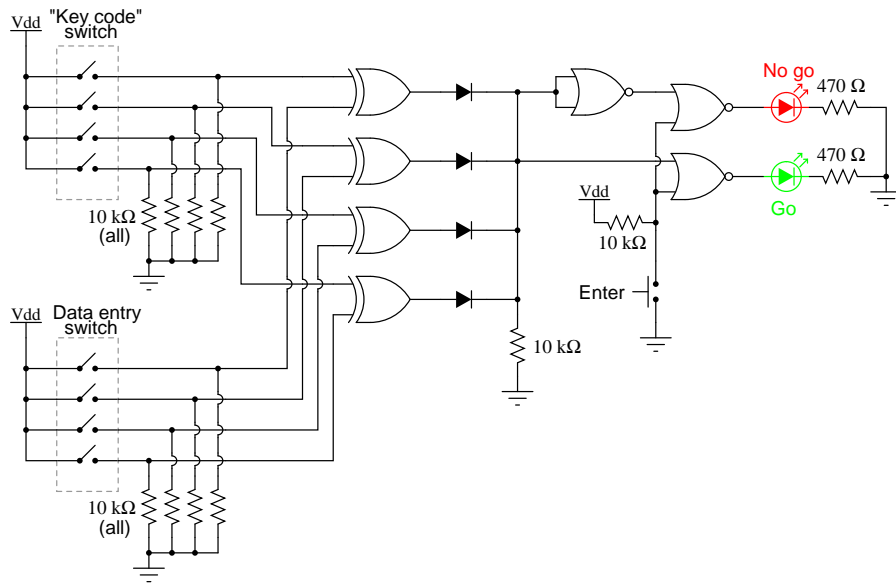 "Key code"
switch
Vdd
10 kΩ
(all)
No go
470 Ω
470 Ω
Go
Vdd
10 kΩ
Enter
10 kΩ
Data entry
switch
Vdd
10 kΩ
(all)